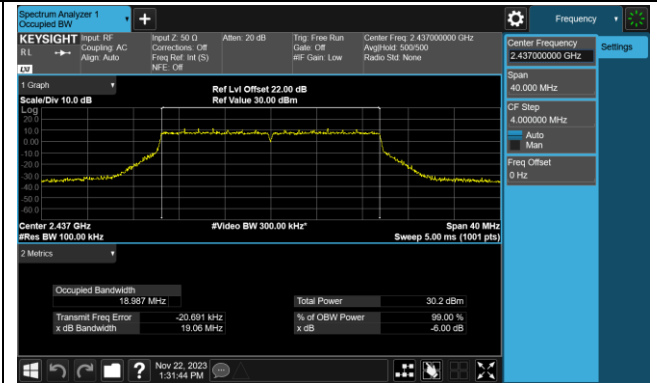 Spectrum Analyzer 1
Occupied BW
Frequency
KEYSIGHT
RL
Input: RF
Coupling: AC
Align: Auto
Input Z: 50 Ω
Corrections: Off
Freq Ref: Int (S)
NFE: Off
Atten: 20 dB
Trig: Free Run
Gate: Off
#IF Gain: Low
Center Freq: 2.437000000 GHz
Avg|Hold: 500/500
Radio Std: None
LXI
Center Frequency
2.437000000 GHz
Settings
Span
40.000 MHz
CF Step
4.000000 MHz
Auto
Man
Freq Offset
0 Hz
1 Graph
Scale/Div 10.0 dB
Ref Lvl Offset 22.00 dB
Ref Value 30.00 dBm
Log
20.0
10.0
0.00
-10.0
-20.0
-30.0
-40.0
-50.0
-60.0
Center 2.437 GHz
#Video BW 300.00 kHz*
Span 40 MHz
#Res BW 100.00 kHz
Sweep 5.00 ms (1001 pts)
2 Metrics
Occupied Bandwidth
18.987 MHz
Total Power 30.2 dBm
Transmit Freq Error -20.691 kHz
% of OBW Power 99.00 %
x dB Bandwidth 19.06 MHz
x dB -6.00 dB
?
Nov 22, 2023
1:31:44 PM